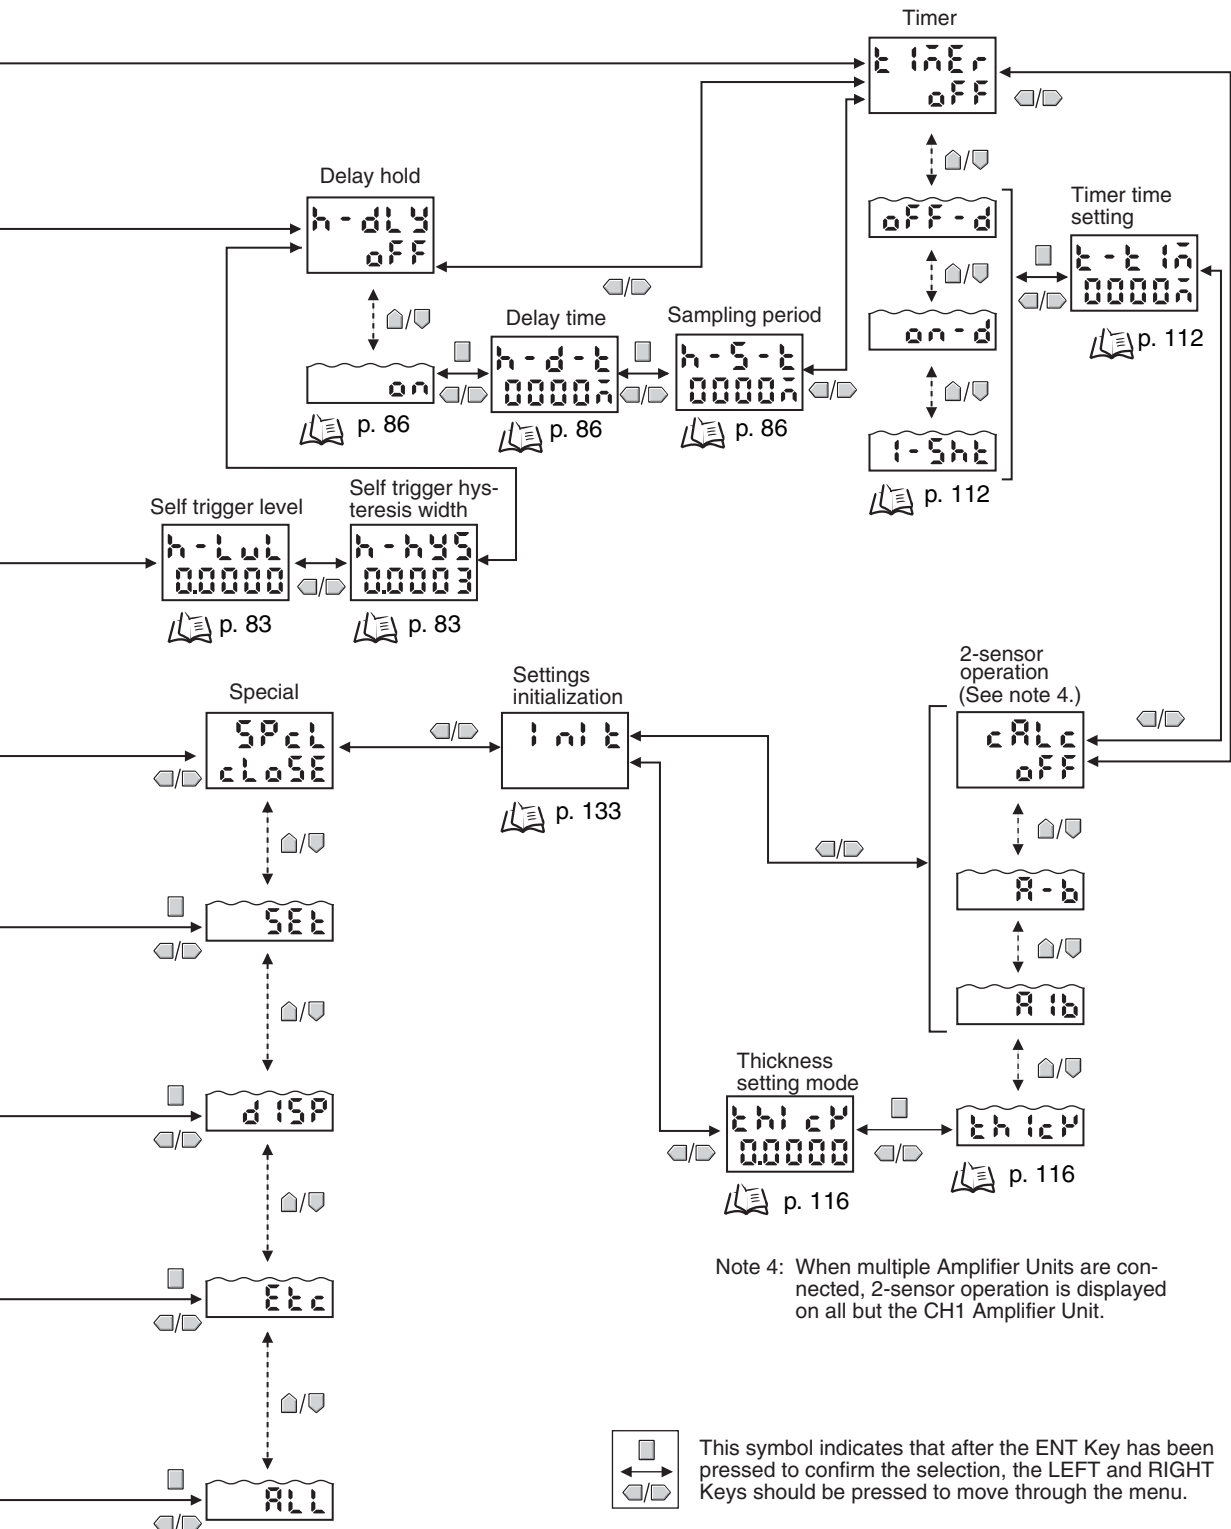 Timer
t1mEr
oFF
Delay hold
h-dLY
oFF
oFF-d
Timer time
setting
t-t1m
0000m
p. 112
Delay time
h-d-t
0000m
p. 86
Sampling period
h-S-t
0000m
p. 86
on-d
on
p. 86
1-Sht
p. 112
Self trigger level
h-LvL
0.0000
p. 83
Self trigger hys-
teresis width
h-hYS
0.0003
p. 83
Special
SPcL
cLoSE
Settings
initialization
InIt
p. 133
2-sensor
operation
(See note 4.)
cALc
oFF
SEt
A-b
A1b
dISP
Thickness
setting mode
thIcK
0.0000
p. 116
thIcK
p. 116
Etc
Note 4: When multiple Amplifier Units are con-
nected, 2-sensor operation is displayed
on all but the CH1 Amplifier Unit.
ALL
This symbol indicates that after the ENT Key has been
pressed to confirm the selection, the LEFT and RIGHT
Keys should be pressed to move through the menu.